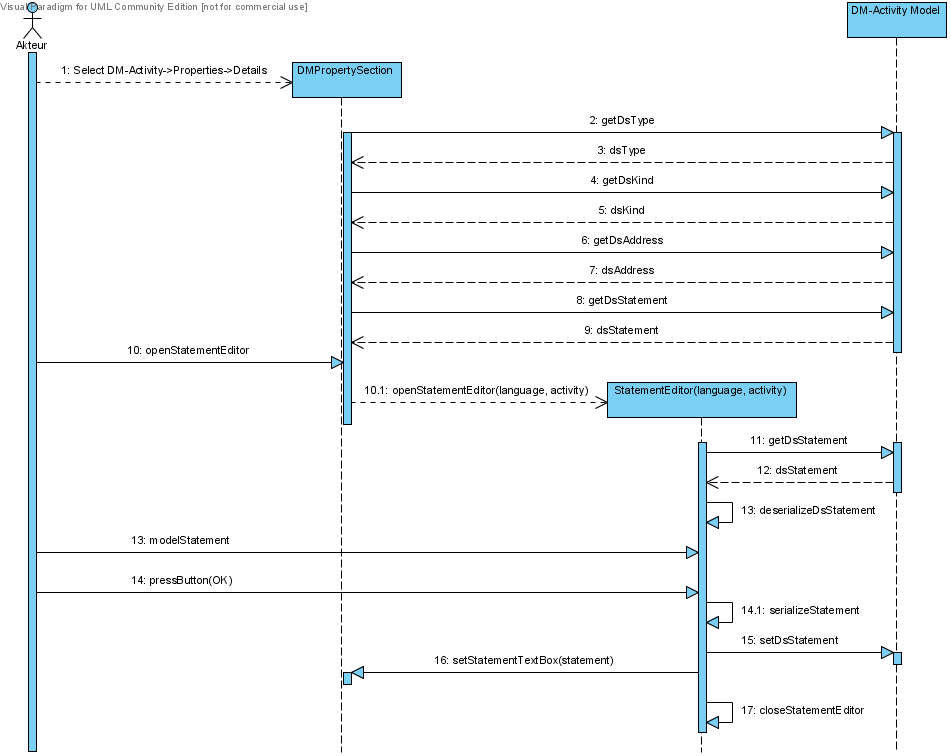 Visual Paradigm for UML Community Edition [not for commercial use]
DM-Activity Model
Akteur
1: Select DM-Activity->Properties->Details
DMPropertySection
2: getDsType
3: dsType
4: getDsKind
5: dsKind
6: getDsAddress
7: dsAddress
8: getDsStatement
9: dsStatement
10: openStatementEditor
10.1: openStatementEditor(language, activity)
StatementEditor(language, activity)
11: getDsStatement
12: dsStatement
13: deserializeDsStatement
13: modelStatement
14: pressButton(OK)
14.1: serializeStatement
15: setDsStatement
16: setStatementTextBox(statement)
17: closeStatementEditor